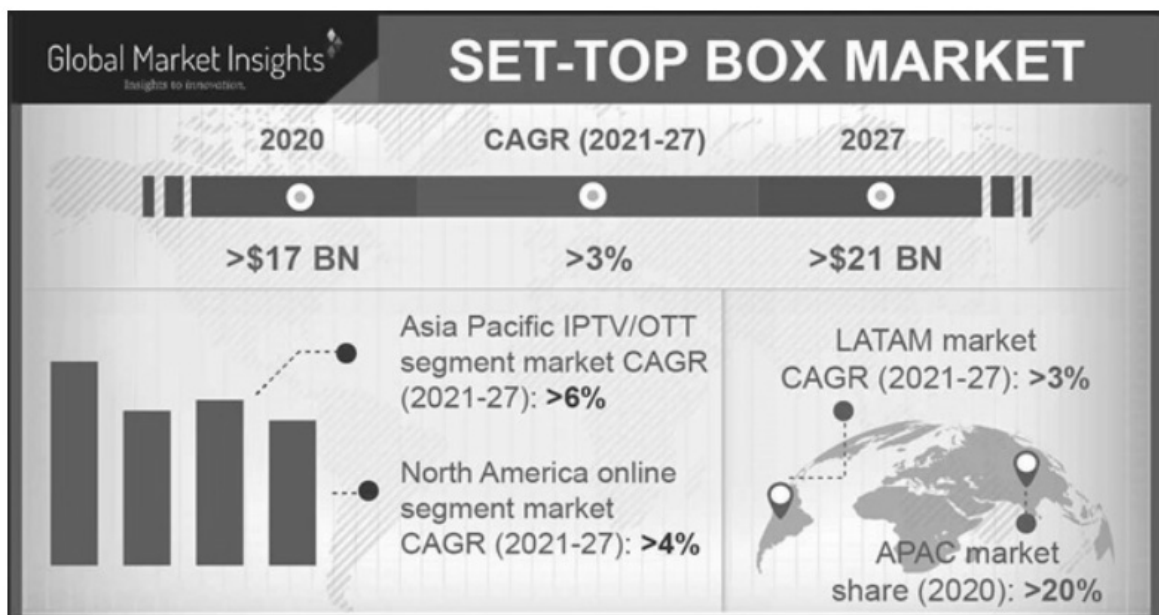 Global Market Insights
Insights to innovation.
SET-TOP BOX MARKET
2020
CAGR (2021-27)
2027
>$17 BN
>3%
>$21 BN
Asia Pacific IPTV/OTT
segment market CAGR
(2021-27): >6%
North America online
segment market
CAGR (2021-27): >4%
LATAM market
CAGR (2021-27): >3%
APAC market
share (2020): >20%